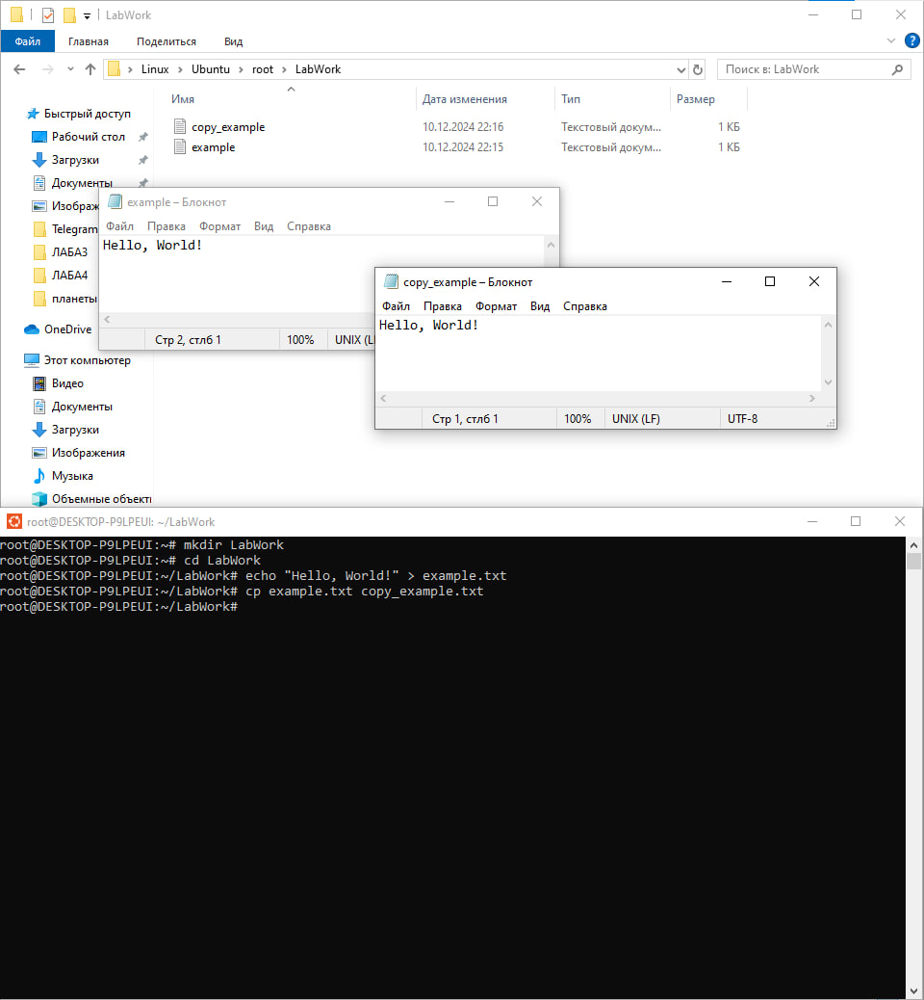 LabWork
Файл Главная Поделиться Вид
Linux Ubuntu root LabWork
Поиск в: LabWork
Имя Дата изменения Тип Размер
copy_example 10.12.2024 22:16 Текстовый докум... 1 КБ
example 10.12.2024 22:15 Текстовый докум... 1 КБ
Быстрый доступ
Рабочий стол
Загрузки
Документы
Изображ
Telegram
ЛАБА3
ЛАБА4
планеты
OneDrive
Этот компьютер
Видео
Документы
Загрузки
Изображения
Музыка
Объемные объект
example – Блокнот
Файл Правка Формат Вид Справка
Hello, World!
Стр 2, стлб 1 100% UNIX (L
copy_example – Блокнот
Файл Правка Формат Вид Справка
Hello, World!
Стр 1, стлб 1 100% UNIX (LF) UTF-8
root@DESKTOP-P9LPEUI: ~/LabWork
root@DESKTOP-P9LPEUI:~# mkdir LabWork
root@DESKTOP-P9LPEUI:~# cd LabWork
root@DESKTOP-P9LPEUI:~/LabWork# echo "Hello, World!" > example.txt
root@DESKTOP-P9LPEUI:~/LabWork# cp example.txt copy_example.txt
root@DESKTOP-P9LPEUI:~/LabWork#